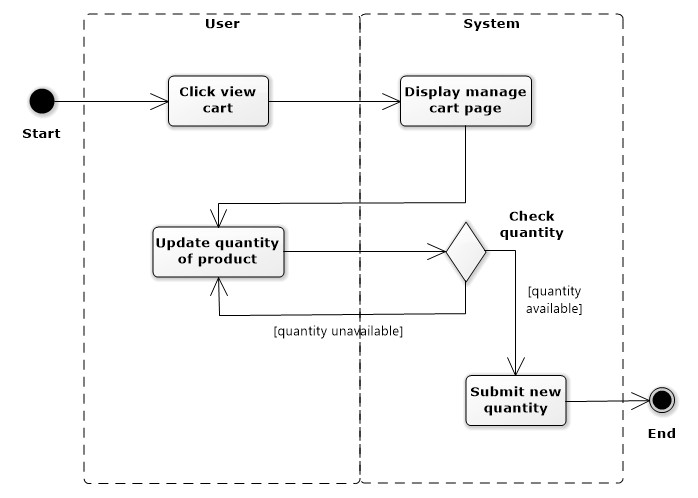 User
System
Click view
cart
Display manage
cart page
Start
Update quantity
of product
Check
quantity
[quantity
available]
[quantity unavailable]
Submit new
quantity
End